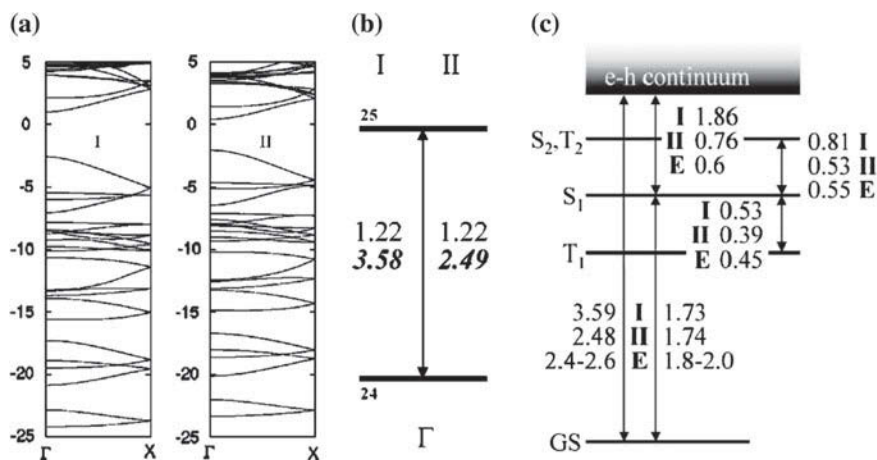 (a)
5
0
-5
-10
-15
-20
-25
I
Γ X
5
0
-5
-10
-15
-20
-25
II
Γ X
(b)
I II
25
1.22 1.22
3.58 2.49
24
Γ
(c)
e-h continuum
I 1.86
II 0.76
E 0.6
S2,T2
0.81 I
0.53 II
0.55 E
S1
I 0.53
II 0.39
E 0.45
T1
3.59 I 1.73
2.48 II 1.74
2.4-2.6 E 1.8-2.0
GS